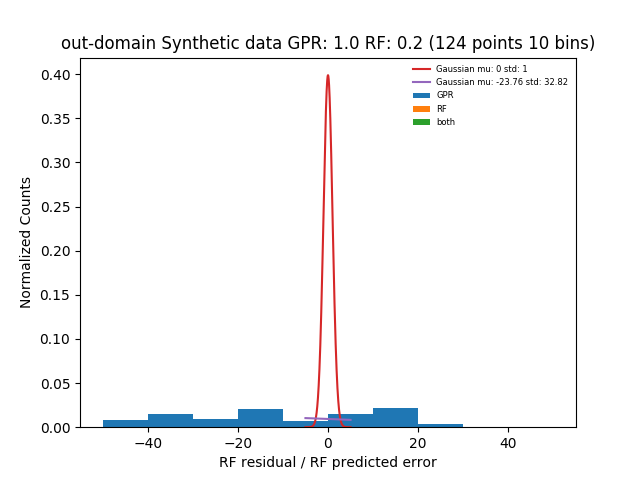 out-domain Synthetic data GPR: 1.0 RF: 0.2 (124 points 10 bins)
Gaussian mu: 0 std: 1
Gaussian mu: -23.76 std: 32.82
GPR
RF
both
Normalized Counts
0.40
0.35
0.30
0.25
0.20
0.15
0.10
0.05
0.00
−40
−20
0
20
40
RF residual / RF predicted error